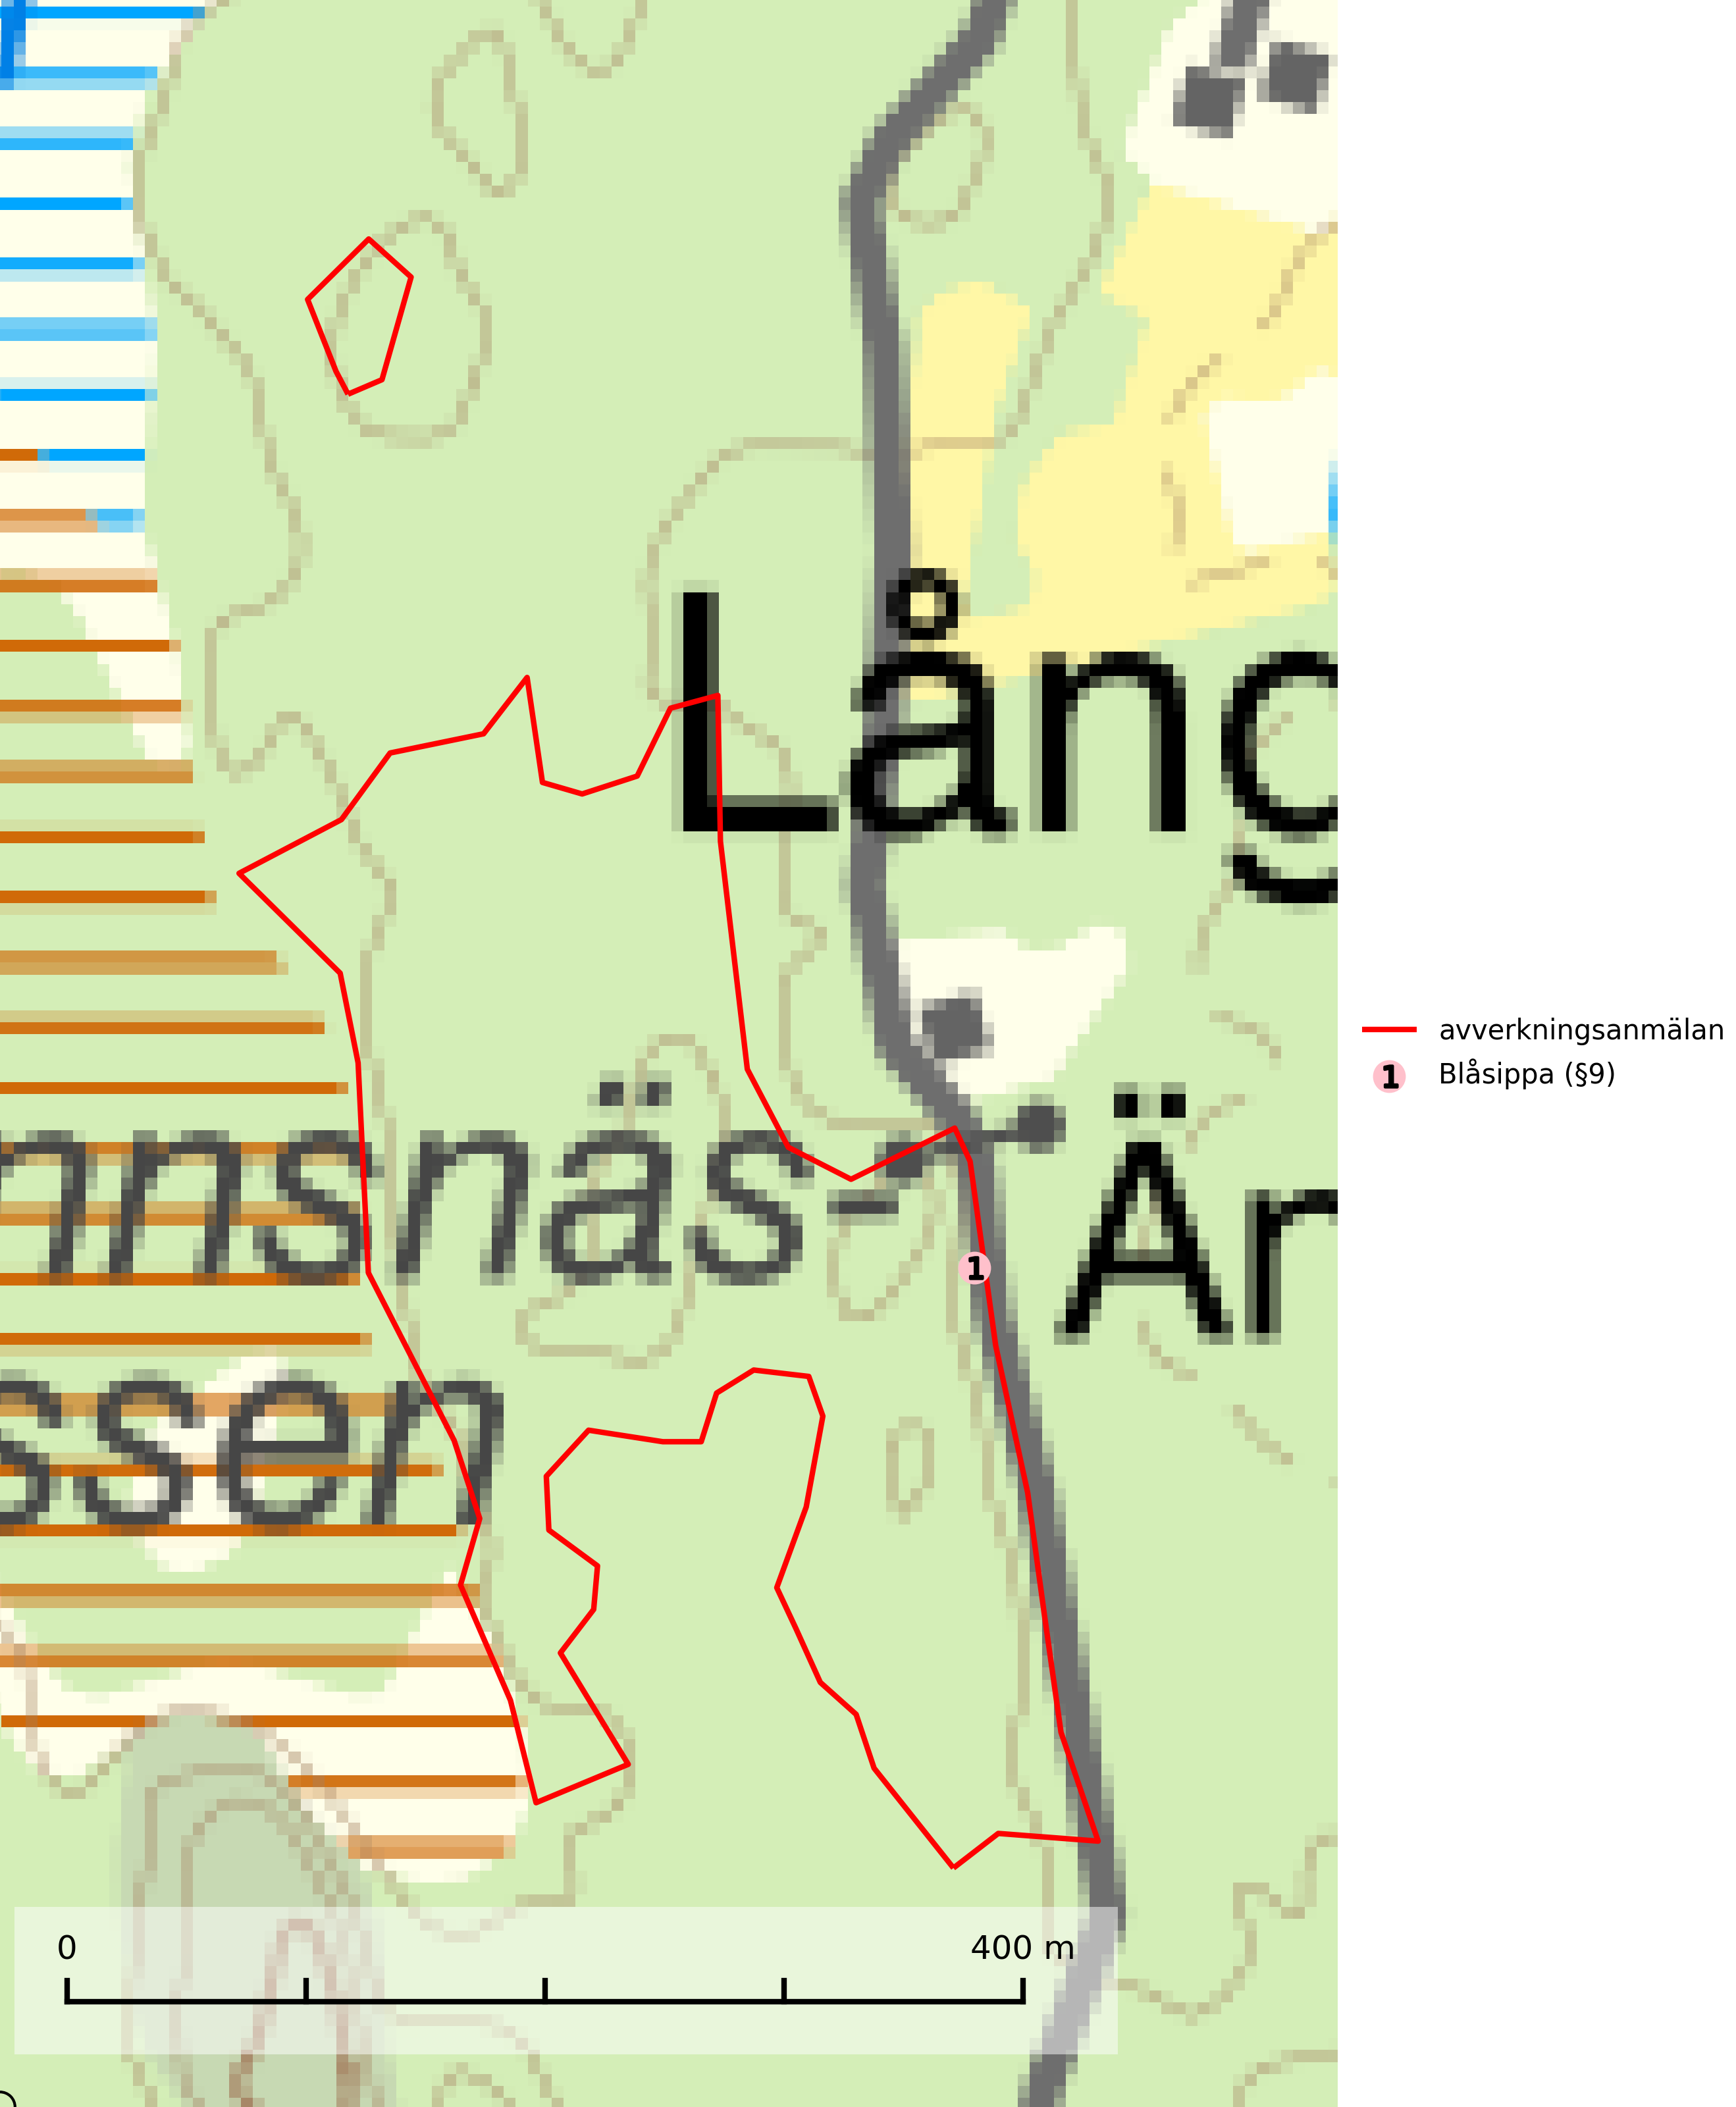 Lång
avverkningsanmälan
1 Blåsippa (§9)
nnsnäs-
Är
1
ssen
0 400 m